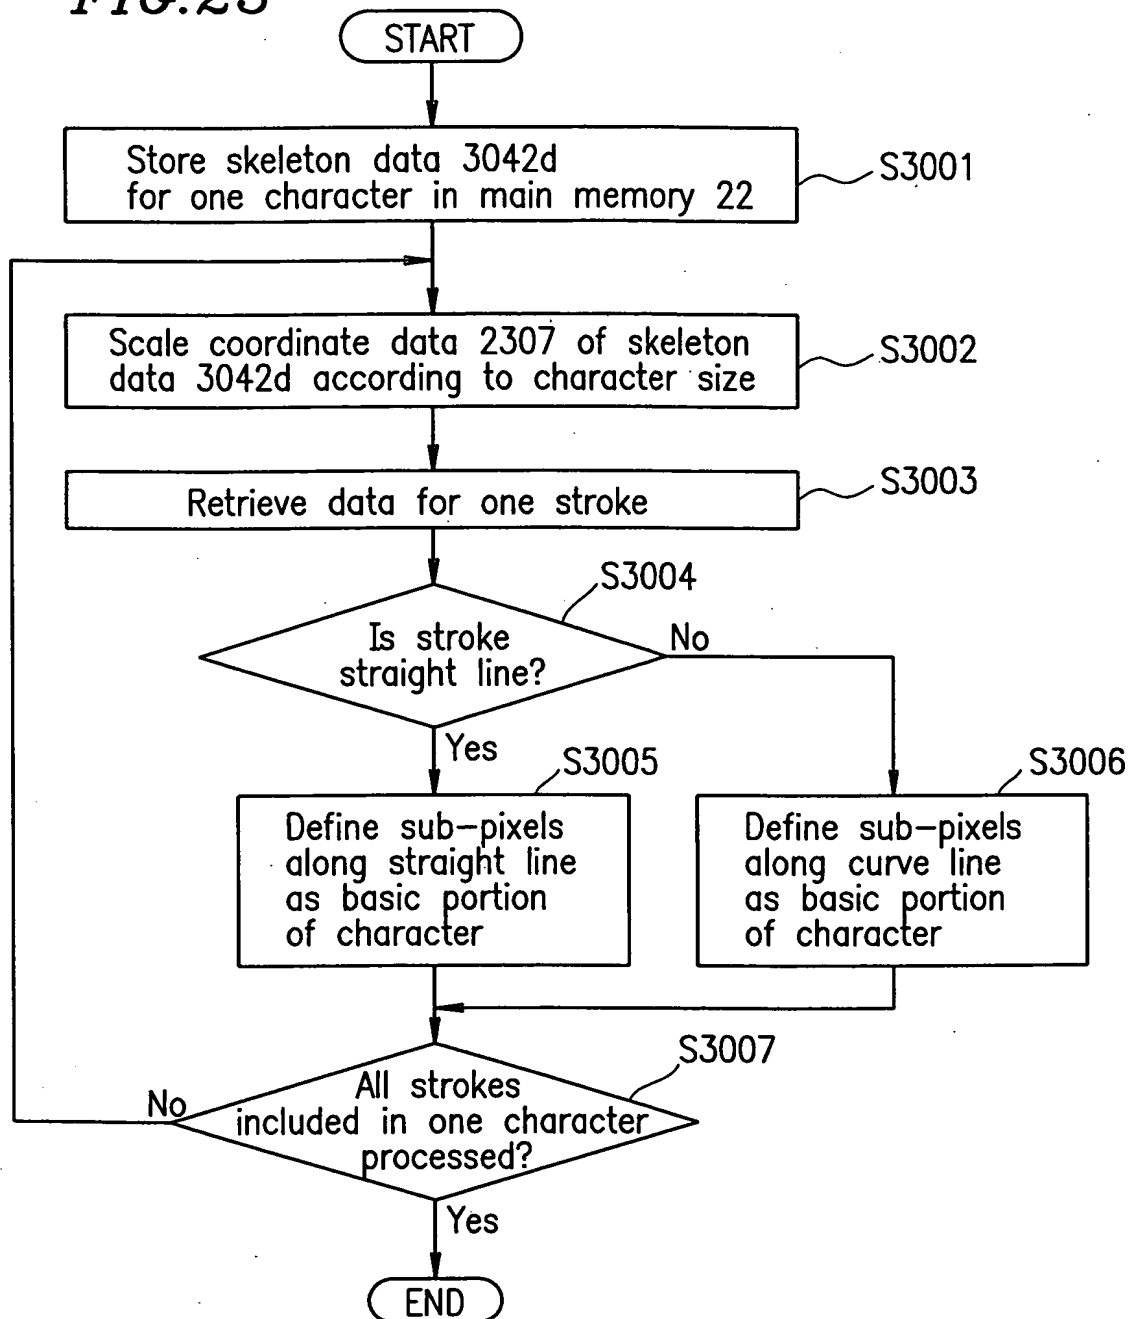 FIG.23
START
Store skeleton data 3042d
for one character in main memory 22
S3001
Scale coordinate data 2307 of skeleton
data 3042d according to character size
S3002
Retrieve data for one stroke
S3003
S3004
Is stroke
straight line?
No
Yes
S3005
S3006
Define sub-pixels
along straight line
as basic portion
of character
Define sub-pixels
along curve line
as basic portion
of character
S3007
All strokes
included in one character
processed?
No
Yes
END